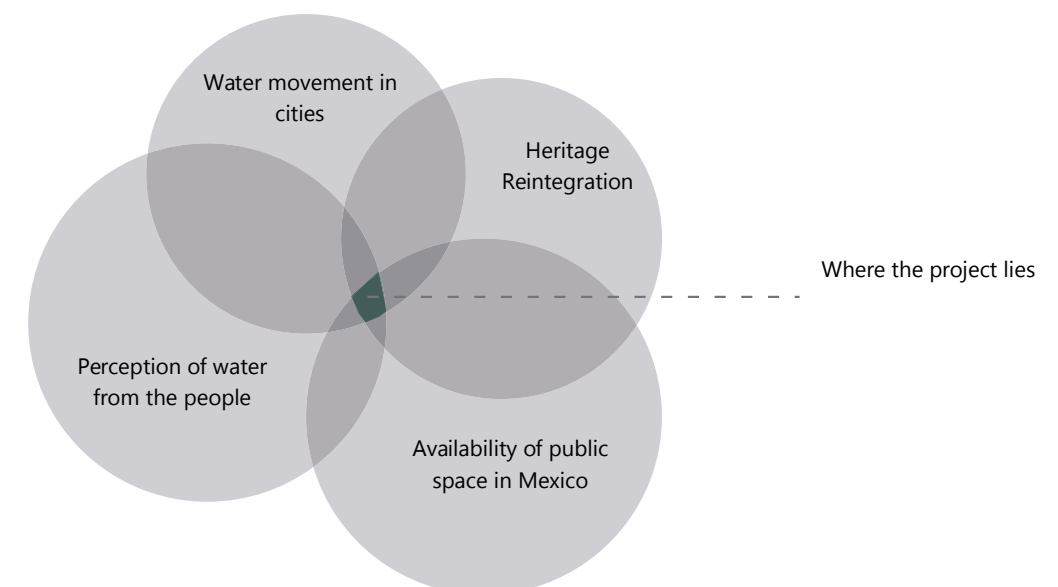 Water movement in
cities
Heritage
Reintegration
Where the project lies
Perception of water
from the people
Availability of public
space in Mexico